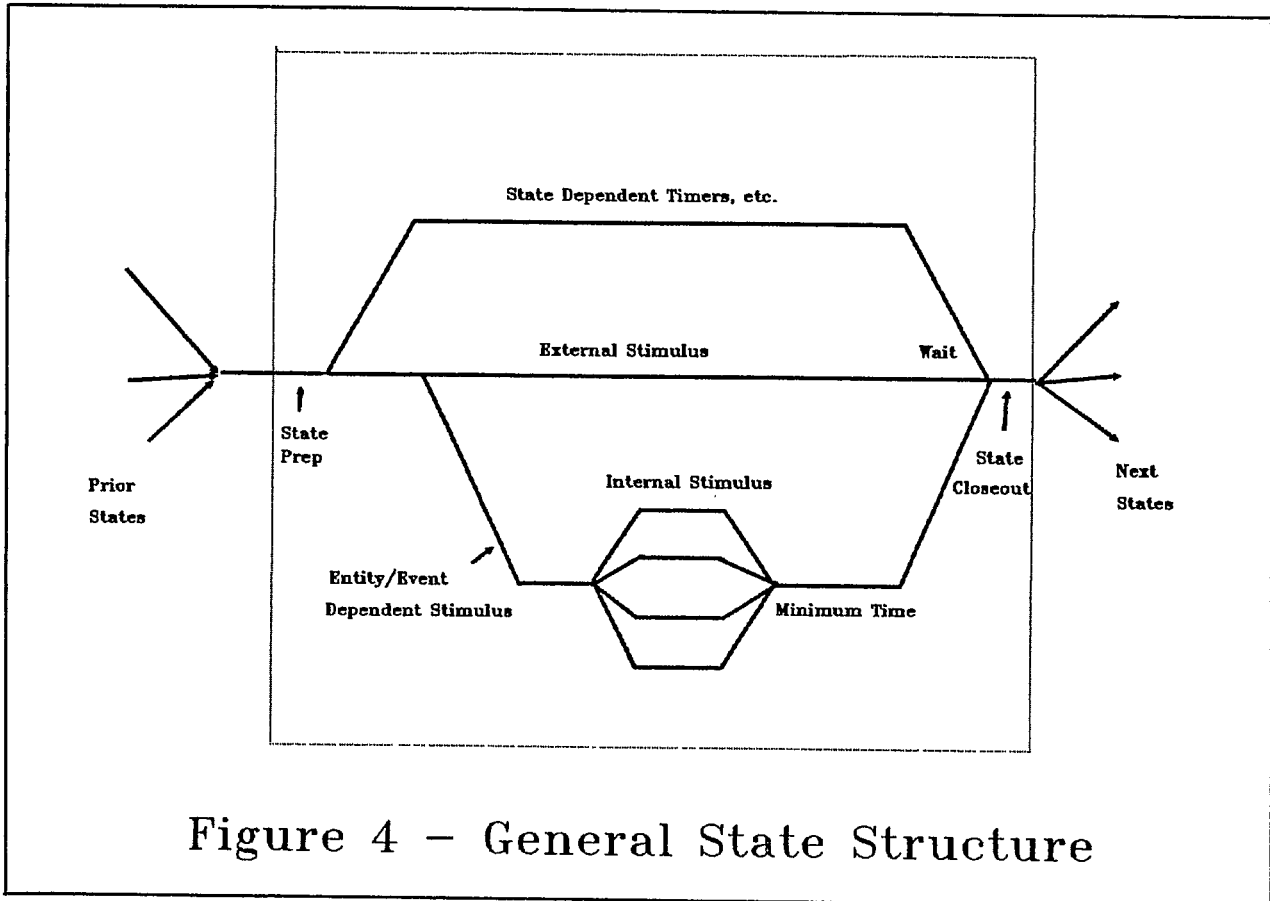 State Dependent Timers, etc.
External Stimulus
Wait
State
Prep
Prior
States
Internal Stimulus
State
Closeout
Next
States
Entity/Event
Dependent Stimulus
Minimum Time
Figure 4 – General State Structure